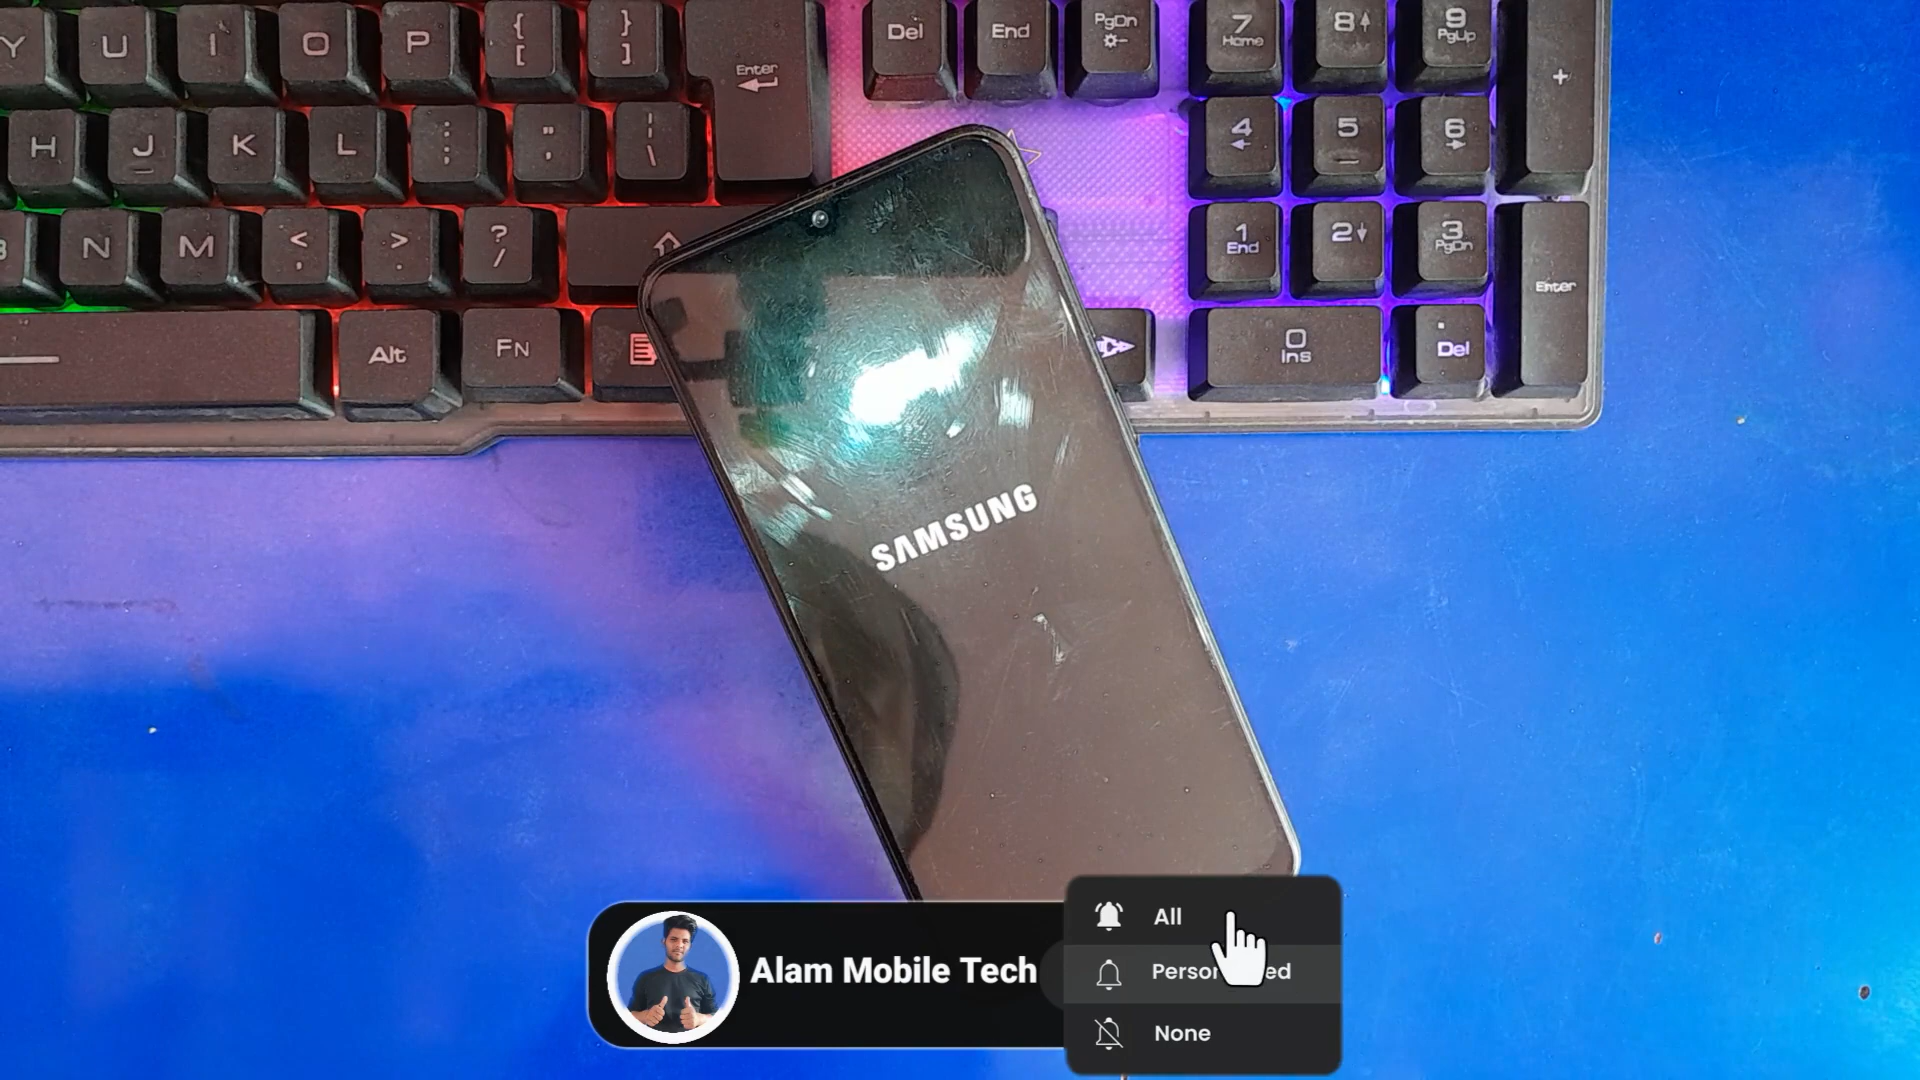 Y U I O P { [ } ] Enter Del End PgDn 7 Home 8 9 PgUp +
H J K L : ; " ' | \ 4 5 6
B N M < , > . ? / 1 End 2 3 PgDn Enter
Alt FN 0 Ins . Del
SAMSUNG
Alam Mobile Tech
All
None